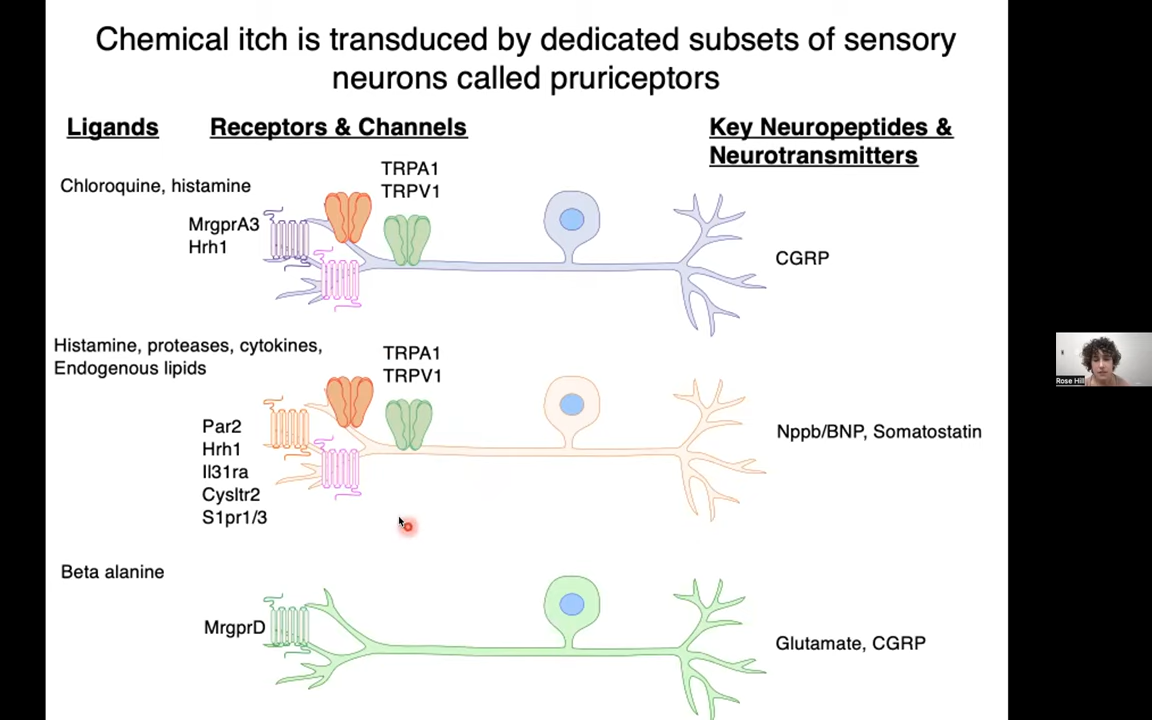 Chemical itch is transduced by dedicated subsets of sensory
neurons called pruriceptors
Ligands
Receptors & Channels
Key Neuropeptides &
Neurotransmitters
Chloroquine, histamine
TRPA1
TRPV1
MrgprA3
Hrh1
CGRP
Histamine, proteases, cytokines,
Endogenous lipids
TRPA1
TRPV1
Par2
Hrh1
Il31ra
Cysltr2
S1pr1/3
Nppb/BNP, Somatostatin
Beta alanine
MrgprD
Glutamate, CGRP
Rose Hill